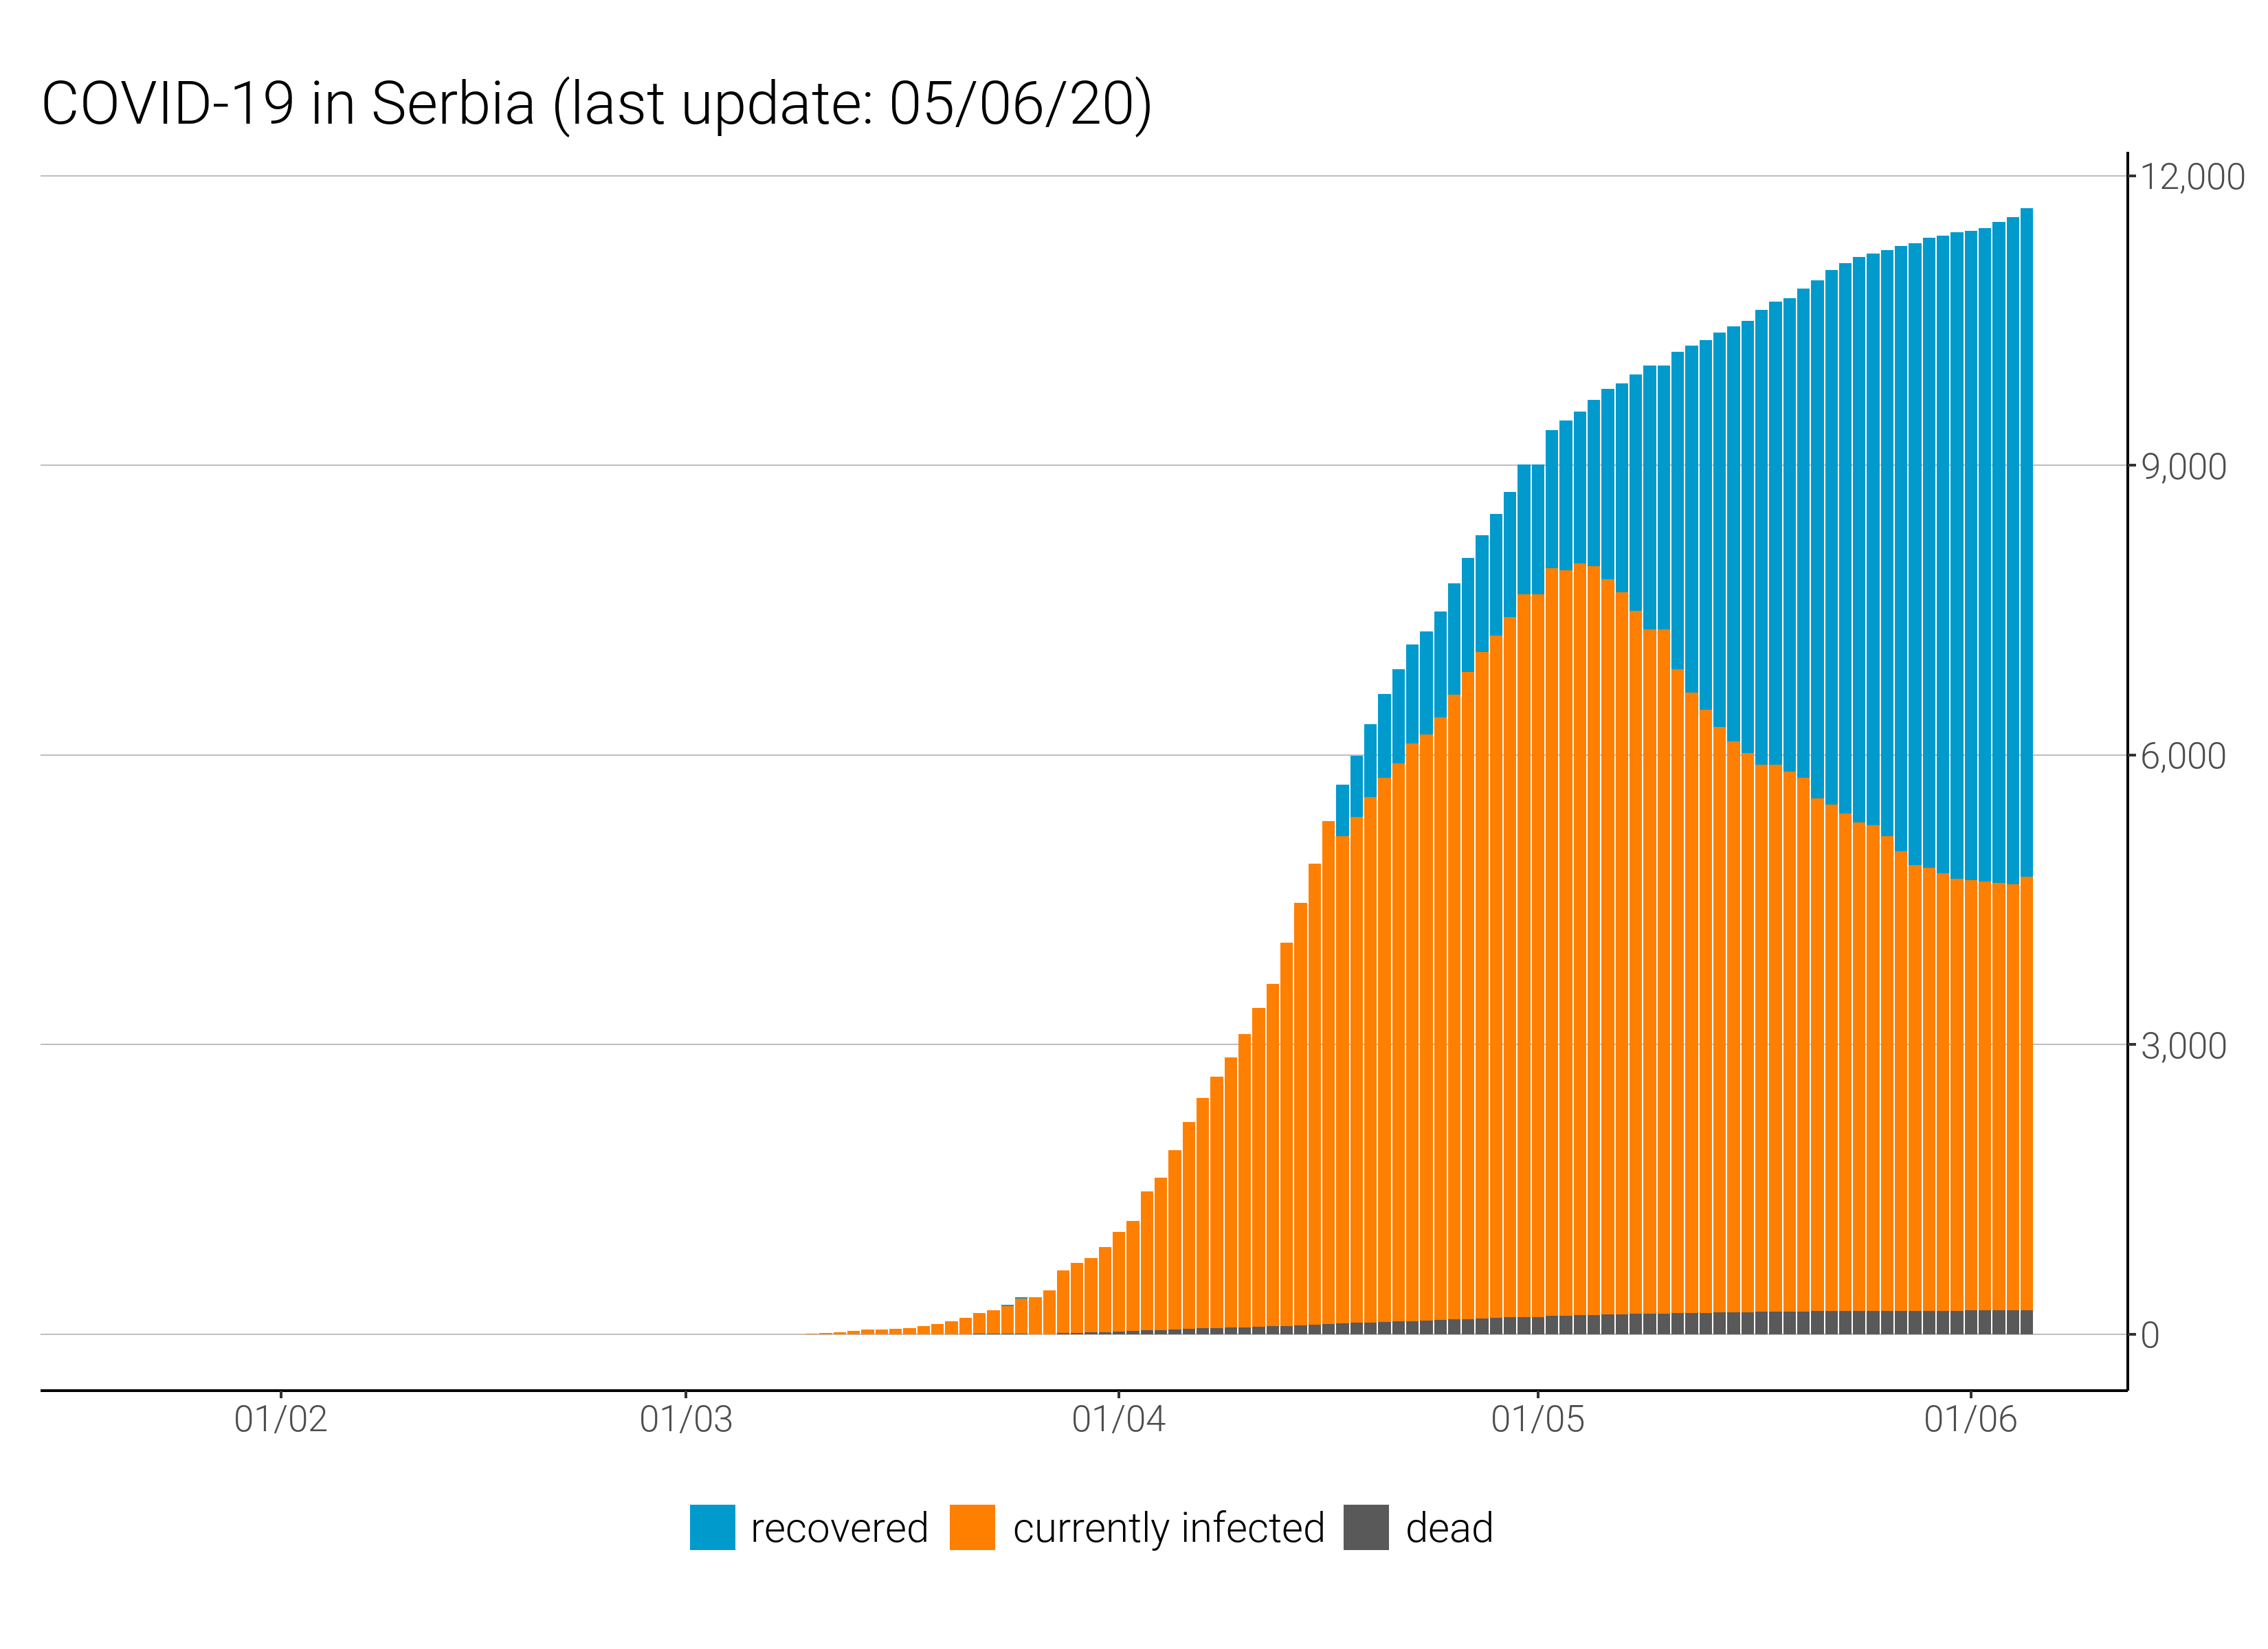 COVID-19 in Serbia (last update: 05/06/20)
12,000
9,000
6,000
3,000
0
01/02 01/03 01/04 01/05 01/06
recovered currently infected dead